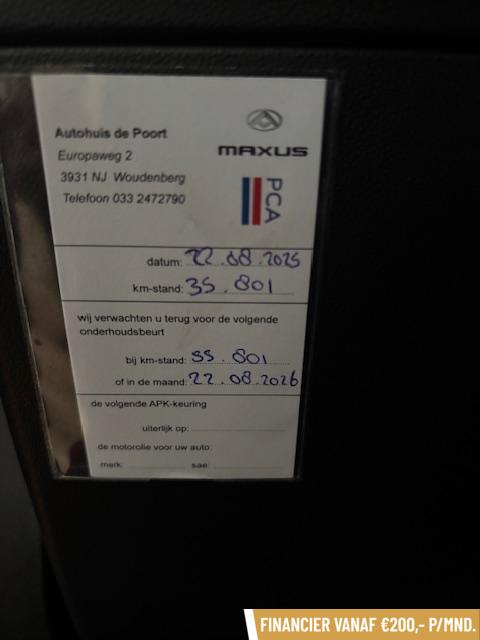 Autohuis de Poort
Europaweg 2
3931 NJ Woudenberg
Telefoon 033 2472790
MAXUS
PCA
datum: 22.08.2025
km-stand: 35.801
wij verwachten u terug voor de volgende
onderhoudsbeurt
bij km-stand: 55.801
of in de maand: 22.08.2026
de volgende APK-keuring
uiterlijk op:
de motorolie voor uw auto:
merk: sae:
FINANCIER VANAF €200,- P/MND.